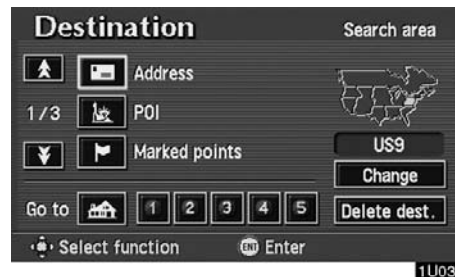 Destination
Search area
Address
1/3
POI
Marked points
US9
Change
Go to
1 2 3 4 5
Delete dest.
Select function
ENT Enter
1U03